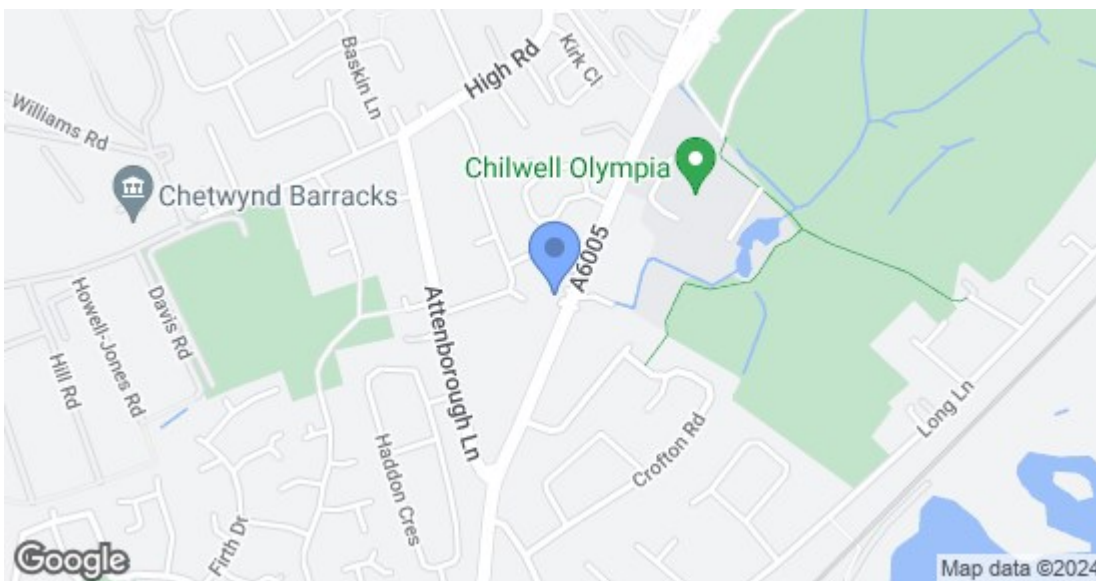 Baskin Ln
High Rd
Kirk Cl
Williams Rd
Chilwell Olympia
Chetwynd Barracks
A6005
Davis Rd
Howell-Jones Rd
Hill Rd
Attenborough Ln
Haddon Cres
Firth Dr
Crofton Rd
Long Ln
Google
Map data ©2024